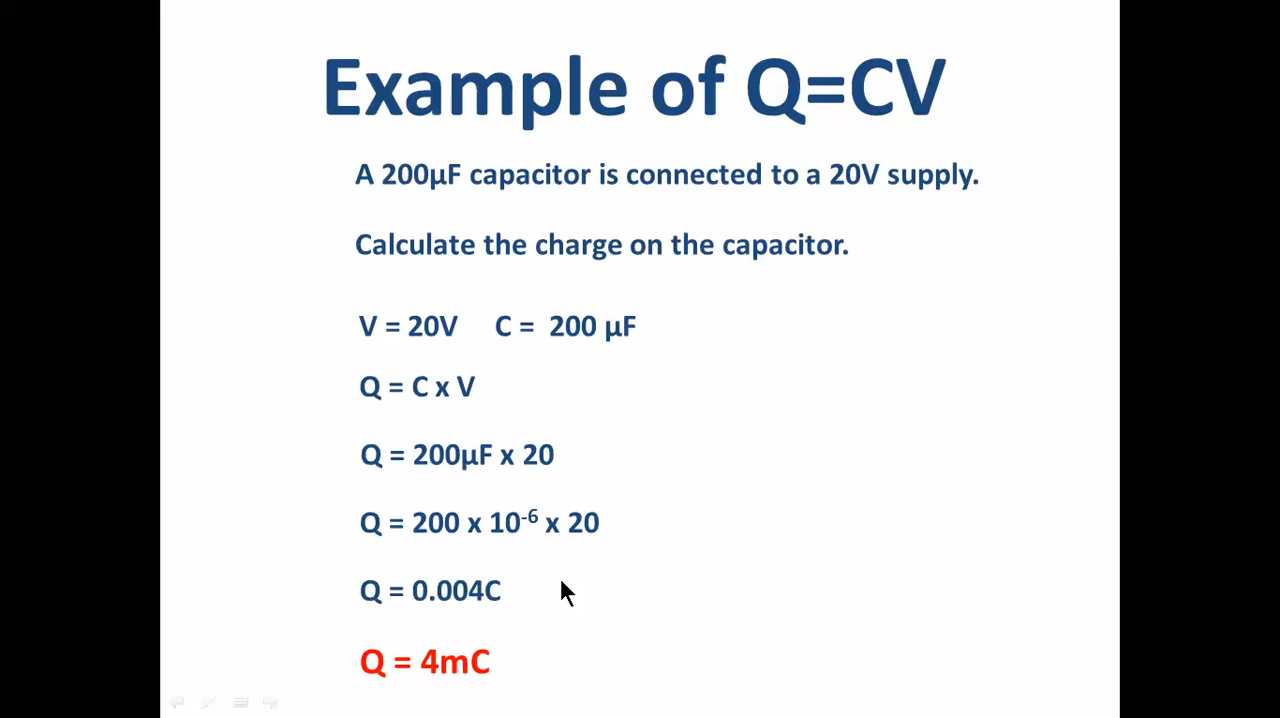 Example of Q=CV
A 200µF capacitor is connected to a 20V supply.
Calculate the charge on the capacitor.
V = 20V C = 200 µF
Q = C x V
Q = 200µF x 20
Q = 200 x 10⁻⁶ x 20
Q = 0.004C
Q = 4mC